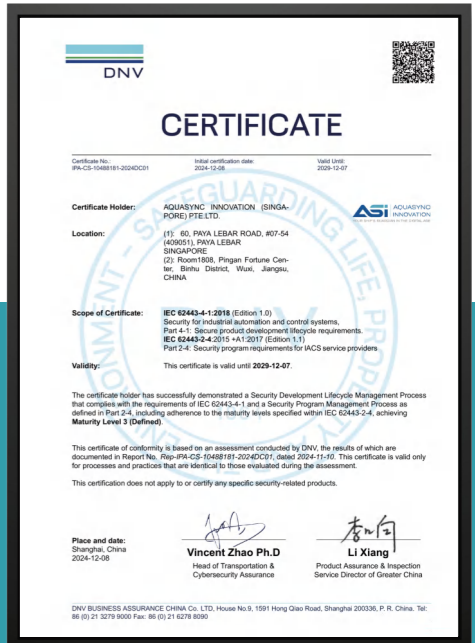 DNV
CERTIFICATE
Certificate No.:
IPA-CS-10488181-2024DC01
Initial certification date:
2024-12-08
Valid Until:
2029-12-07
Certificate Holder:
AQUASYNC INNOVATION (SINGA-
PORE) PTE.LTD.
ASi AQUASYNC
INNOVATION
Location:
(1): 60, PAYA LEBAR ROAD, #07-54
(409051), PAYA LEBAR
SINGAPORE
(2): Room1808, Pingan Fortune Cen-
ter, Binhu District, Wuxi, Jiangsu,
CHINA
Scope of Certificate:
IEC 62443-4-1:2018 (Edition 1.0)
Security for industrial automation and control systems,
Part 4-1: Secure product development lifecycle requirements.
IEC 62443-2-4:2015 +A1:2017 (Edition 1.1)
Part 2-4: Security program requirements for IACS service providers
Validity:
This certificate is valid until 2029-12-07.
The certificate holder has successfully demonstrated a Security Development Lifecycle Management Process
that complies with the requirements of IEC 62443-4-1 and a Security Program Management Process as
defined in Part 2-4, including adherence to the maturity levels specified within IEC 62443-2-4, achieving
Maturity Level 3 (Defined).
This certificate of conformity is based on an assessment conducted by DNV, the results of which are
documented in Report No. Rep-IPA-CS-10488181-2024DC01, dated 2024-11-10. This certificate is valid only
for processes and practices that are identical to those evaluated during the assessment.
This certification does not apply to or certify any specific security-related products.
Place and date:
Shanghai, China
2024-12-08
Vincent Zhao Ph.D
Head of Transportation &
Cybersecurity Assurance
Li Xiang
Product Assurance & Inspection
Service Director of Greater China
DNV BUSINESS ASSURANCE CHINA Co. LTD, House No.9, 1591 Hong Qiao Road, Shanghai 200336, P. R. China. Tel:
86 (0) 21 3279 9000 Fax: 86 (0) 21 6278 8090